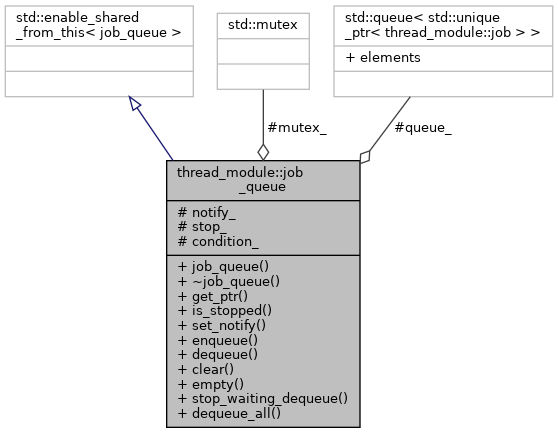 std::enable_shared
_from_this< job_queue >
std::mutex
std::queue< std::unique
_ptr< thread_module::job > >
+ elements
#mutex_
#queue_
thread_module::job
_queue
# notify_
# stop_
# condition_
+ job_queue()
+ ~job_queue()
+ get_ptr()
+ is_stopped()
+ set_notify()
+ enqueue()
+ dequeue()
+ clear()
+ empty()
+ stop_waiting_dequeue()
+ dequeue_all()